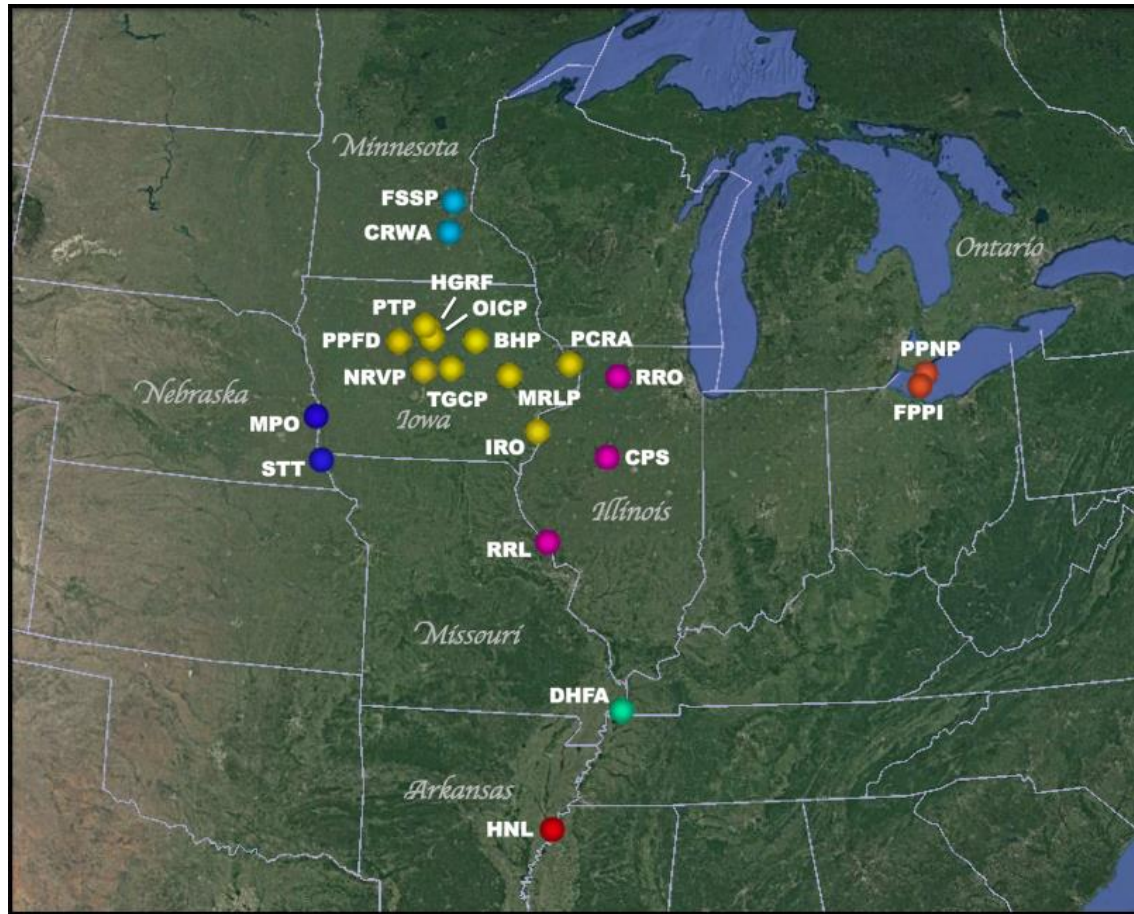 Minnesota
FSSP
CRWA
Ontario
HGRF
PTP
OICP
PPFD
BHP
PCRA
PPNP
NRVP
RRO
TGCP
MRLP
FPPI
Nebraska
Iowa
MPO
IRO
CPS
STT
Illinois
RRL
Missouri
DHFA
Arkansas
HNL